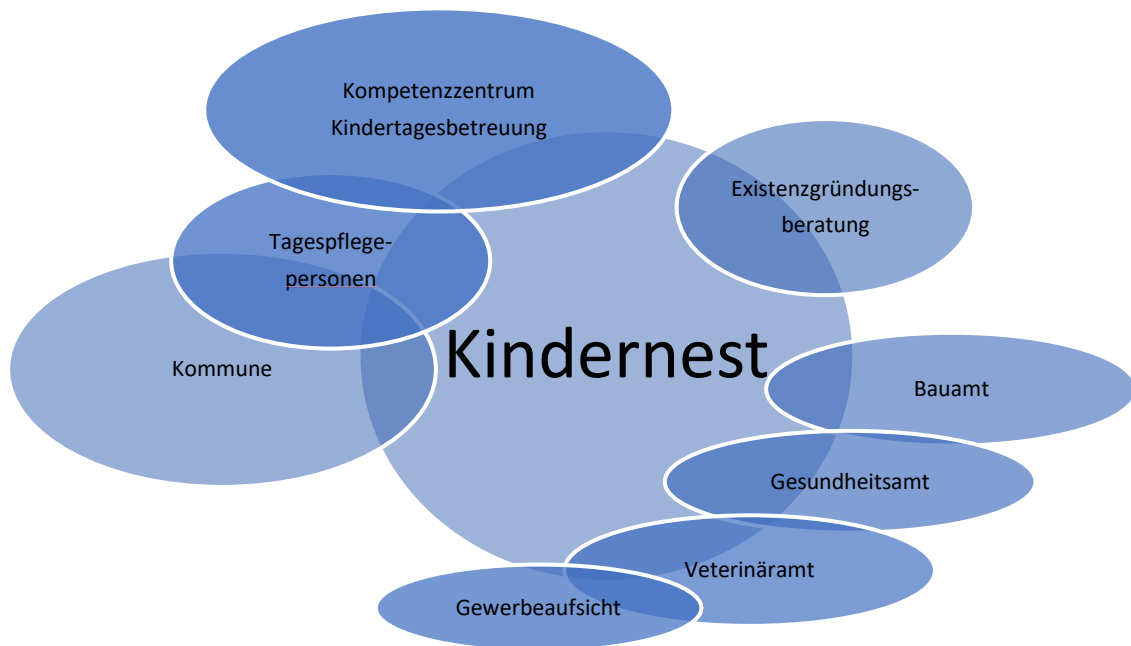 Kompetenzzentrum
Kindertagesbetreuung
Existenzgründungs-
beratung
Tagespflege-
personen
Kindernest
Kommune
Bauamt
Gesundheitsamt
Veterinäramt
Gewerbeaufsicht